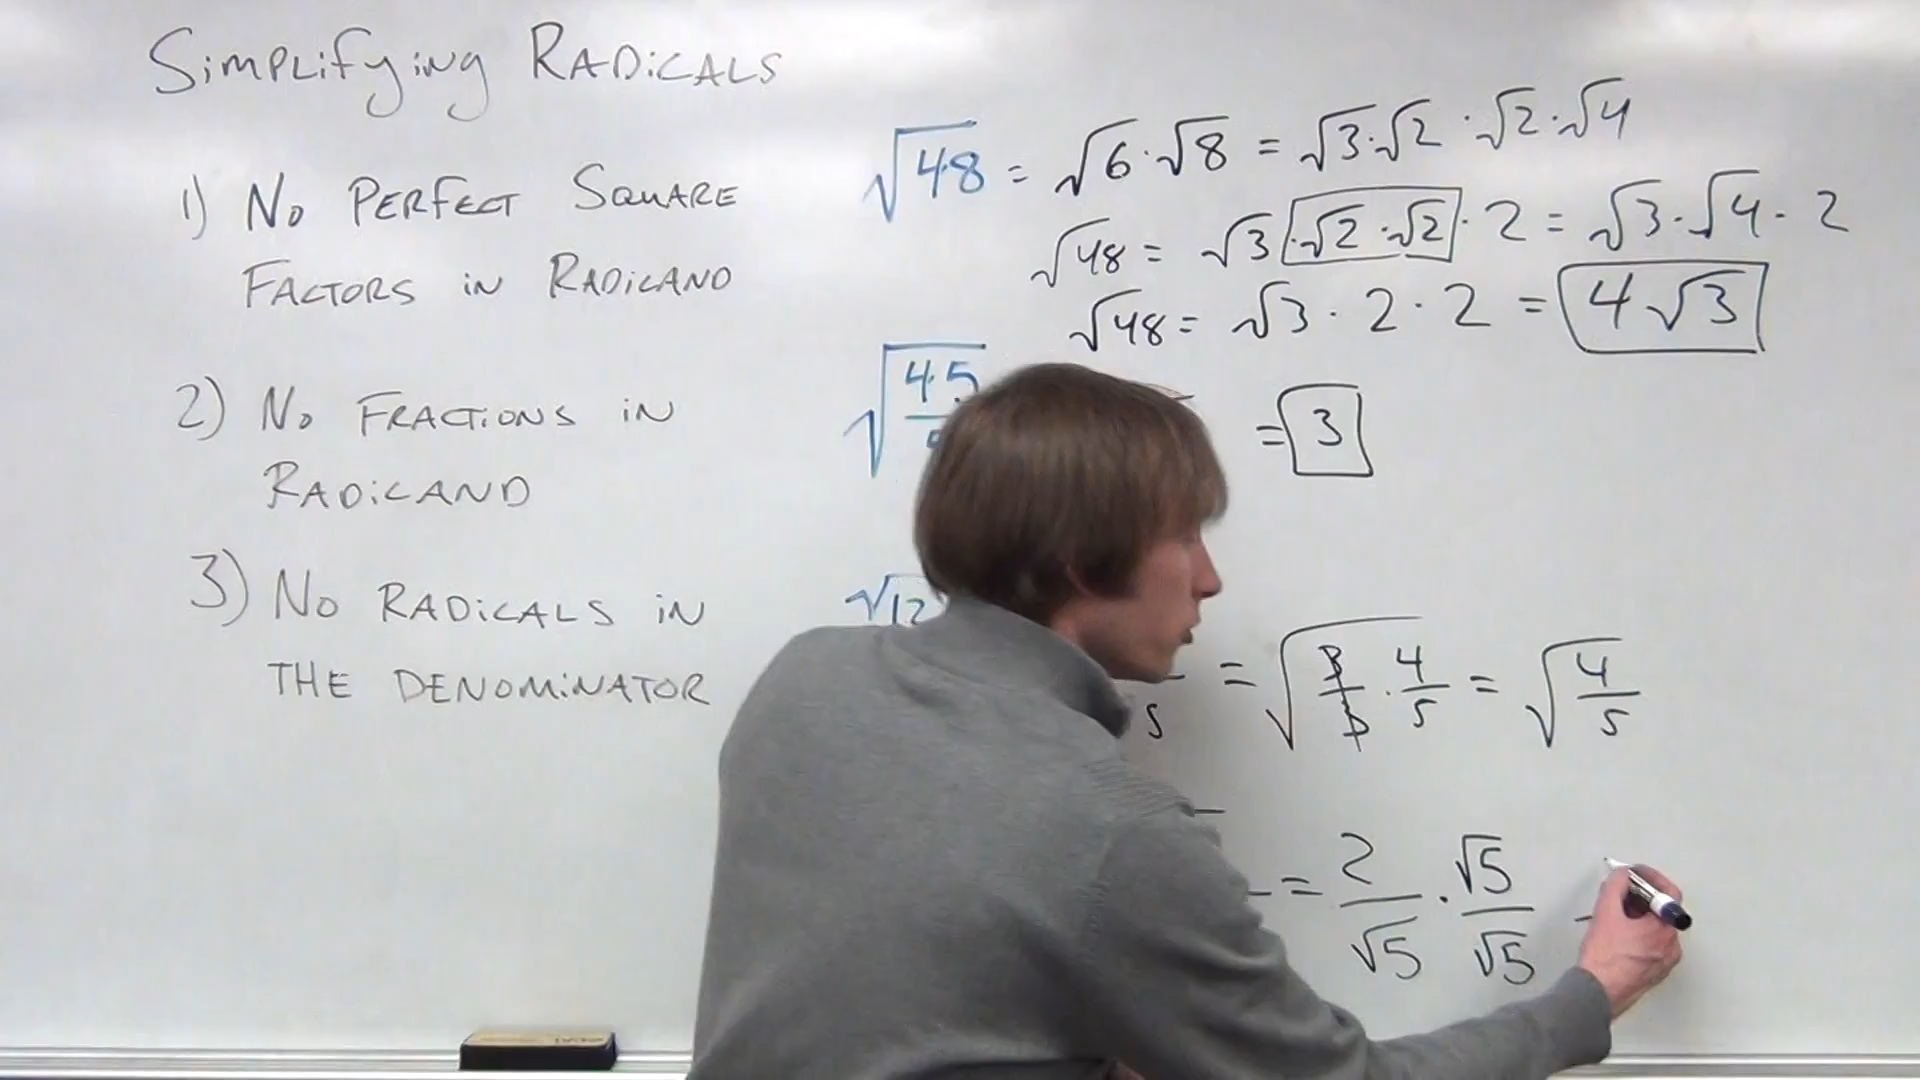 Simplifying Radicals
1) No Perfect Square
Factors in Radicand
2) No Fractions in
Radicand
3) No Radicals in
the Denominator
√48 = √6·√8 = √3·√2·√2·√4
√48 = √3·√2·√2·2 = √3·√4·2
√48 = √3·2·2 = 4√3
= 3
√12
= √(3/3·4/5) = √(4/5)
= 2/√5·√5/√5